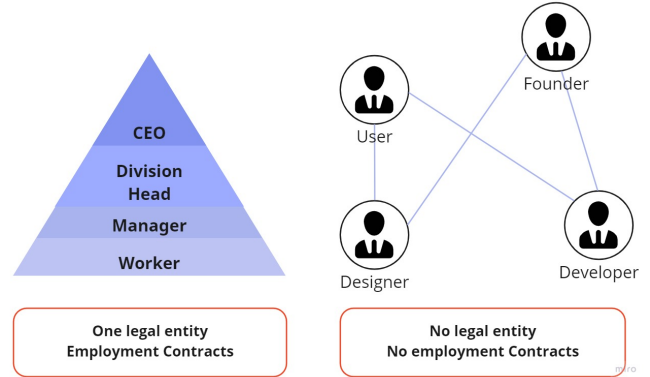 CEO
Division
Head
Manager
Worker
One legal entity
Employment Contracts
Founder
User
Designer
Developer
No legal entity
No employment Contracts
miro